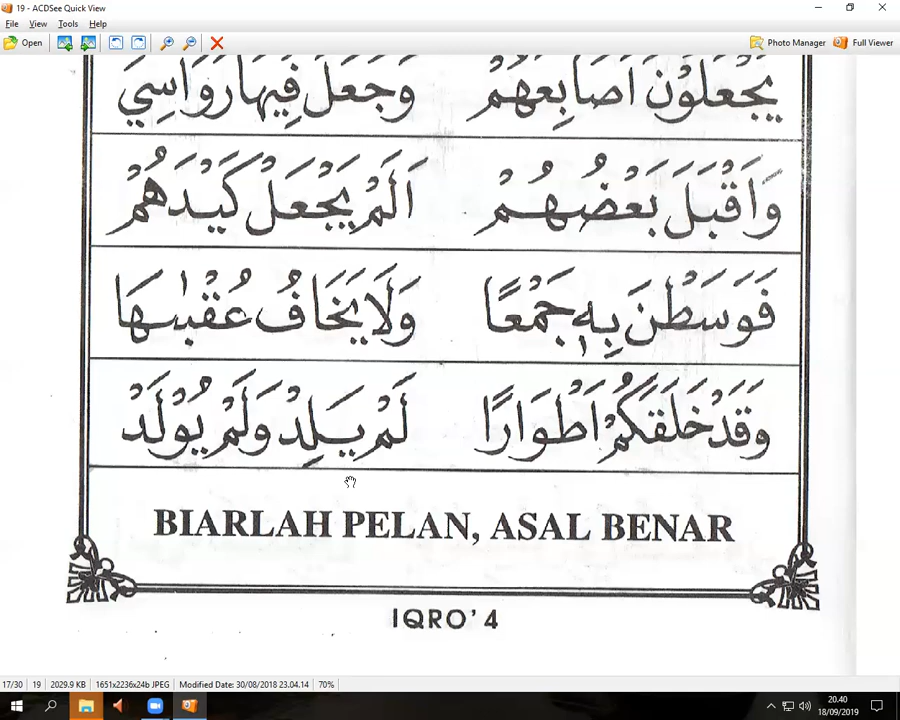 19 - ACDSee Quick View
File View Tools Help
Open Photo Manager Full Viewer
يَجْعَلُوْنَ اَصَابِعَهُمْ وَجَعَلَ فِيْهَا رَوَاسِيَ
وَاَقْبَلَ بَعْضُهُمْ اَلَمْ يَجْعَلْ كَيْدَهُمْ
فَوَسَطْنَ بِهٖ جَمْعًا وَلَا يَخَافُ عُقْبٰىهَا
وَقَدْ خَلَقَكُمْ اَطْوَارًا لَمْ يَلِدْ وَلَمْ يُوْلَدْ
BIARLAH PELAN, ASAL BENAR
IQRO' 4
17/30 19 2029.9 KB 1651x2236x24b JPEG Modified Date: 30/08/2018 23.04.14 70%
20.40
18/09/2019